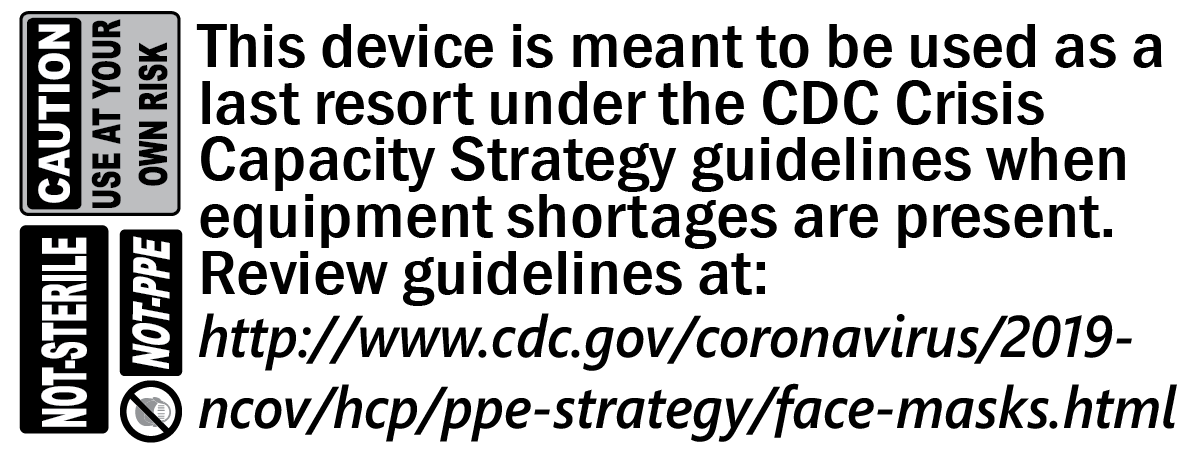 CAUTION
USE AT YOUR
OWN RISK
NOT-STERILE
NOT-PPE
This device is meant to be used as a
last resort under the CDC Crisis
Capacity Strategy guidelines when
equipment shortages are present.
Review guidelines at:
http://www.cdc.gov/coronavirus/2019-
ncov/hcp/ppe-strategy/face-masks.html